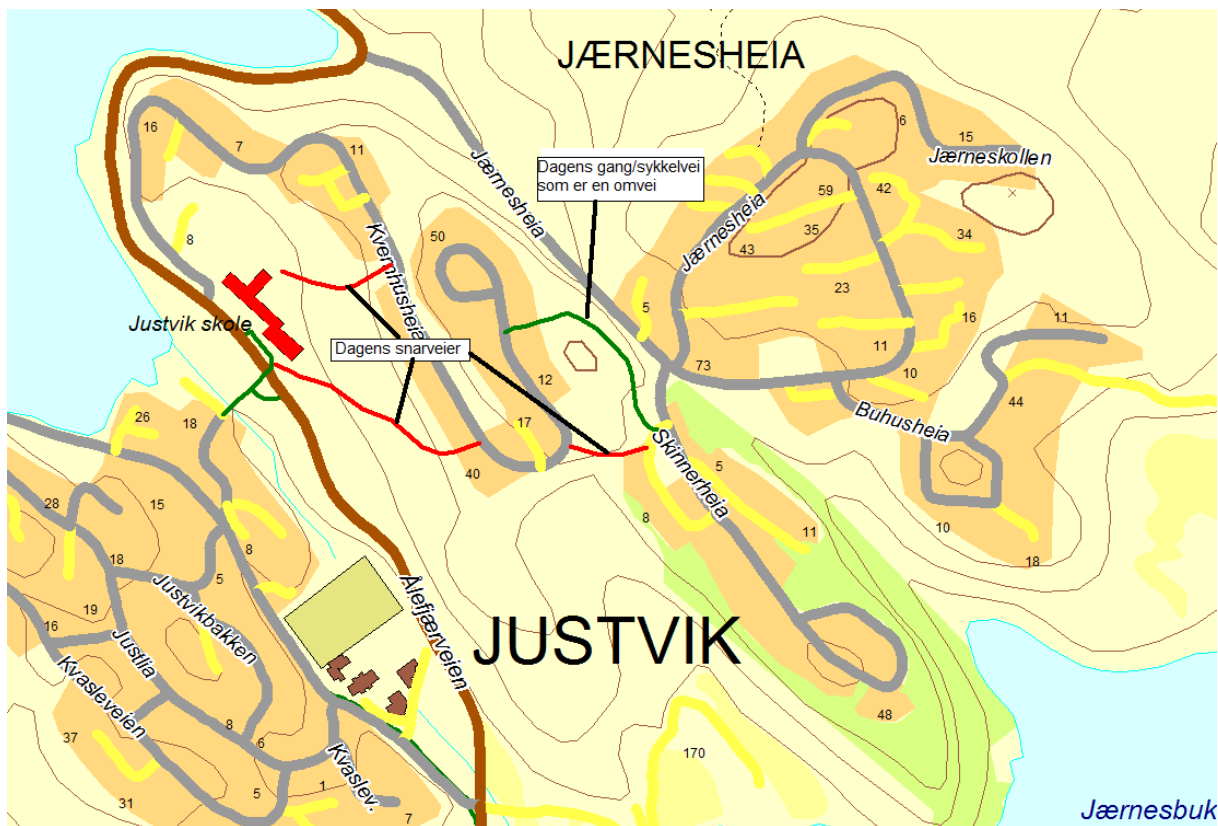 JÆRNESHEIA
16
7
11
6
15
Jærneskollen
Dagens gang/sykkelvei
som er en omvei
Jærnesheia
59
42
Jærnesheia
50
35
34
43
8
Kvernhusheia
23
5
16
11
Justvik skole
Dagens snarveier
11
73
10
12
44
Buhusheia
26
18
17
Skinnerheia
40
5
28
15
8
11
10
18
8
18
5
Justvikbakken
Ålefjærveien
19
16
JUSTVIK
Justlia
Kvasleveien
48
8
6
37
170
Kvaslev.
1
5
31
7
Jærnesbuk